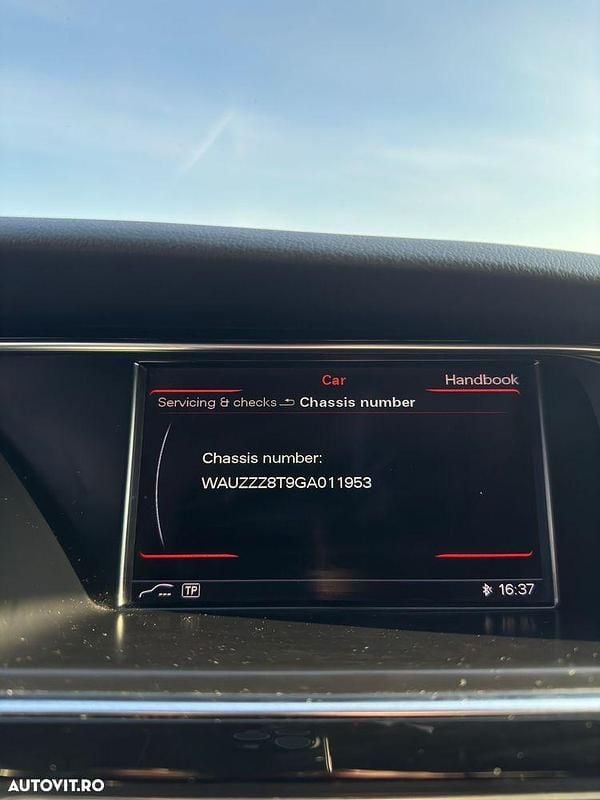 Car
Handbook
Servicing & checks Chassis number
Chassis number:
WAUZZZ8T9GA011953
TP
16:37
AUTOVIT.RO